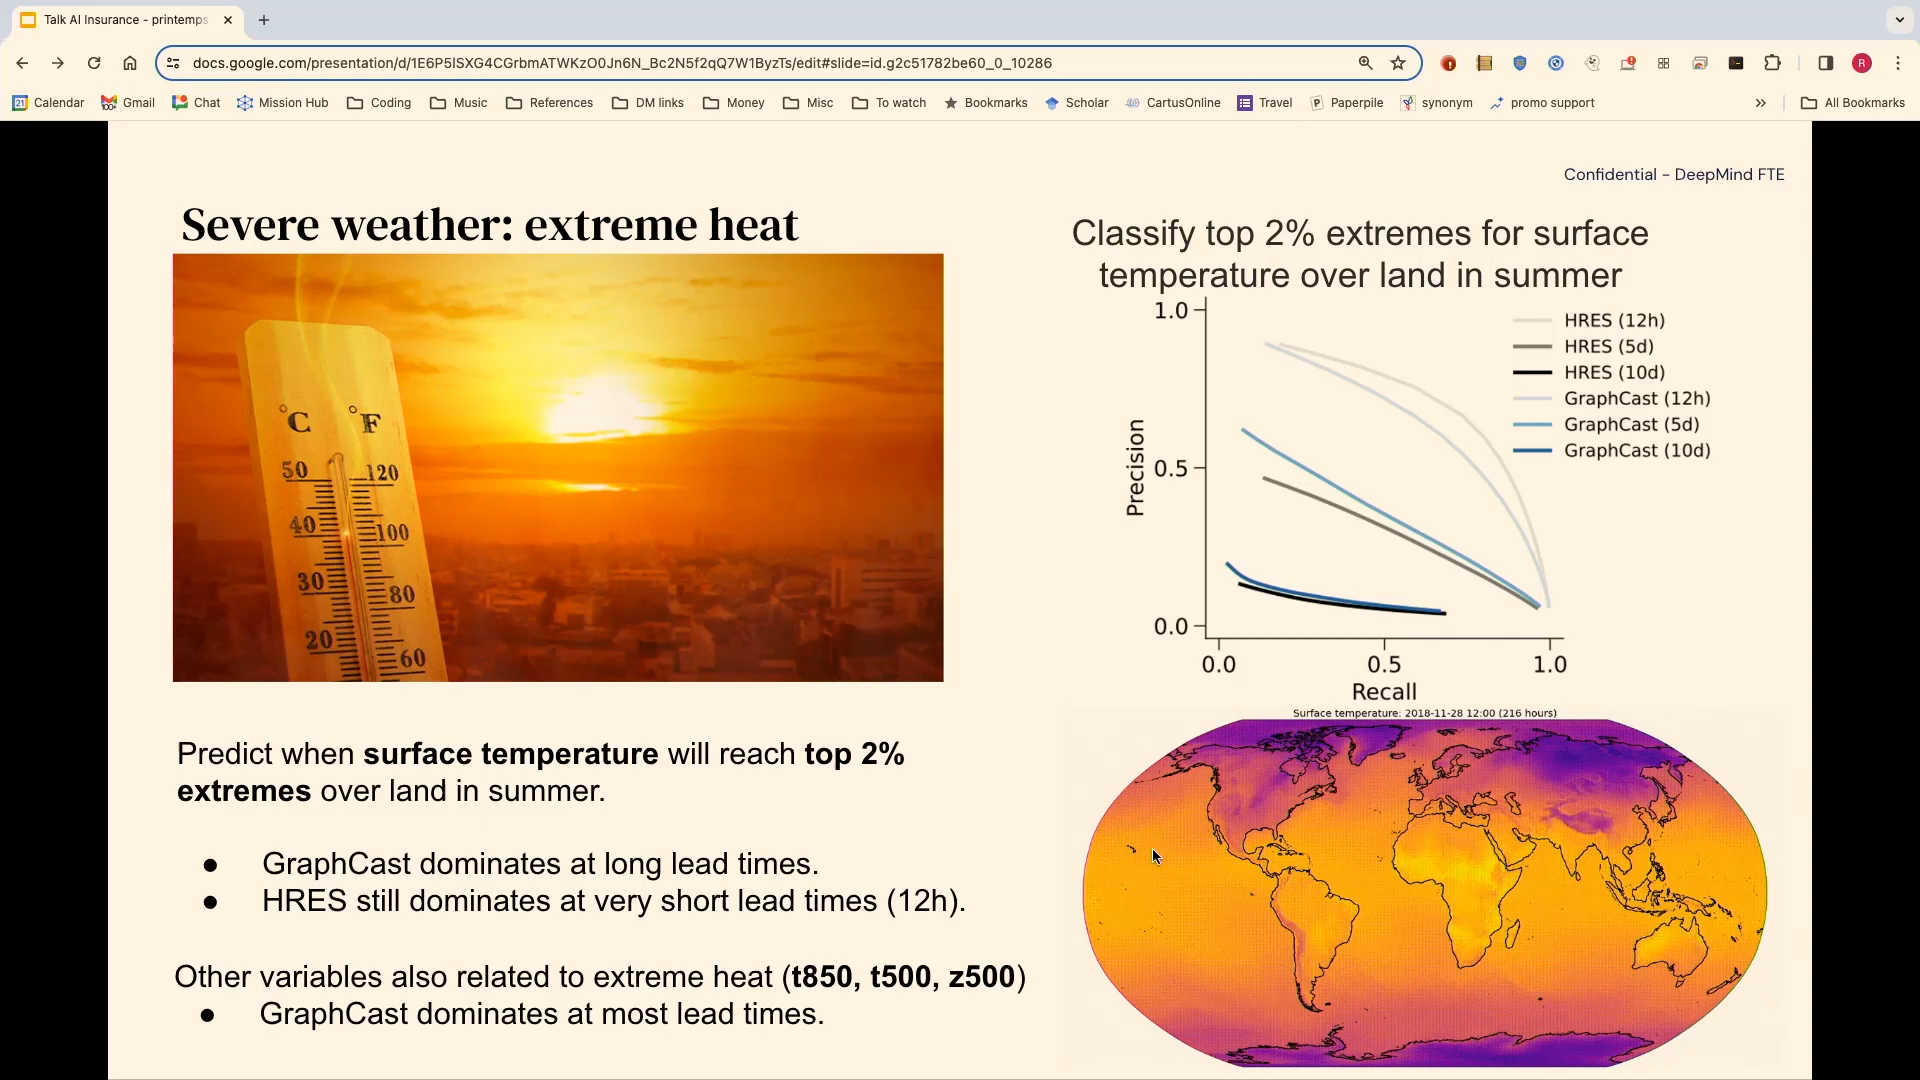 Talk AI Insurance - printemps
docs.google.com/presentation/d/1E6P5lSXG4CGrbmATWKzO0Jn6N_Bc2N5f2qQ7W1ByzTs/edit#slide=id.g2c51782be60_0_10286
R
Calendar Gmail Chat Mission Hub Coding Music References DM links Money Misc To watch Bookmarks Scholar CartusOnline Travel Paperpile synonym promo support All Bookmarks
Confidential - DeepMind FTE
Severe weather: extreme heat
°C °F
50 120
40 100
30 80
20 60
Predict when surface temperature will reach top 2%
extremes over land in summer.
● GraphCast dominates at long lead times.
● HRES still dominates at very short lead times (12h).
Other variables also related to extreme heat (t850, t500, z500)
● GraphCast dominates at most lead times.
Classify top 2% extremes for surface
temperature over land in summer
1.0
0.5
0.0
Precision
HRES (12h)
HRES (5d)
HRES (10d)
GraphCast (12h)
GraphCast (5d)
GraphCast (10d)
0.0 0.5 1.0
Recall
Surface temperature: 2018-11-28 12:00 (216 hours)